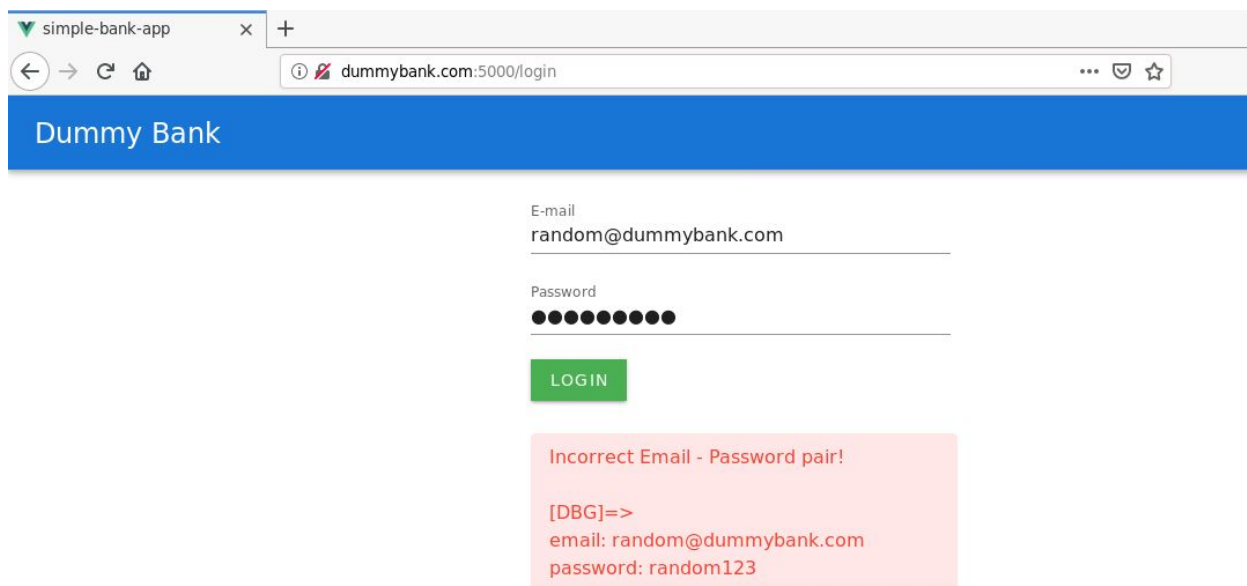 simple-bank-app
dummybank.com:5000/login
Dummy Bank
E-mail
random@dummybank.com
Password
●●●●●●●●●
LOGIN
Incorrect Email - Password pair!
[DBG]=>
email: random@dummybank.com
password: random123